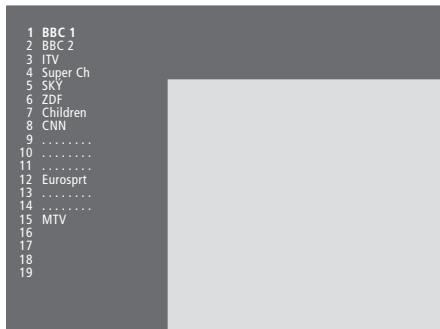 1 BBC 1
2 BBC 2
3 ITV
4 Super Ch
5 SKY
6 ZDF
7 Children
8 CNN
9 . . . . . . . .
10 . . . . . . . .
11 . . . . . . . .
12 Eurosprt
13 . . . . . . . .
14 . . . . . . . .
15 MTV
16
17
18
19